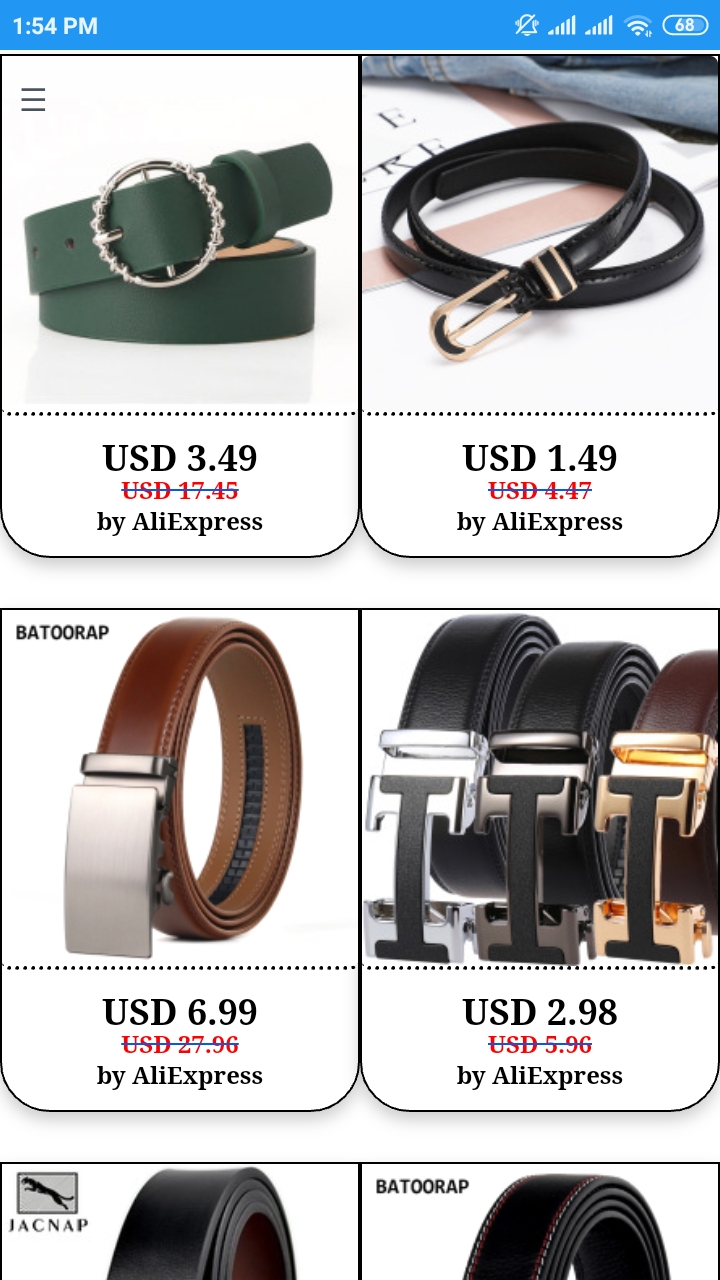 1:54 PM
68
E
CRE
USD 3.49
USD 17.45
by AliExpress
USD 1.49
USD 4.47
by AliExpress
BATOORAP
USD 6.99
USD 27.96
by AliExpress
USD 2.98
USD 5.96
by AliExpress
JACNAP
BATOORAP